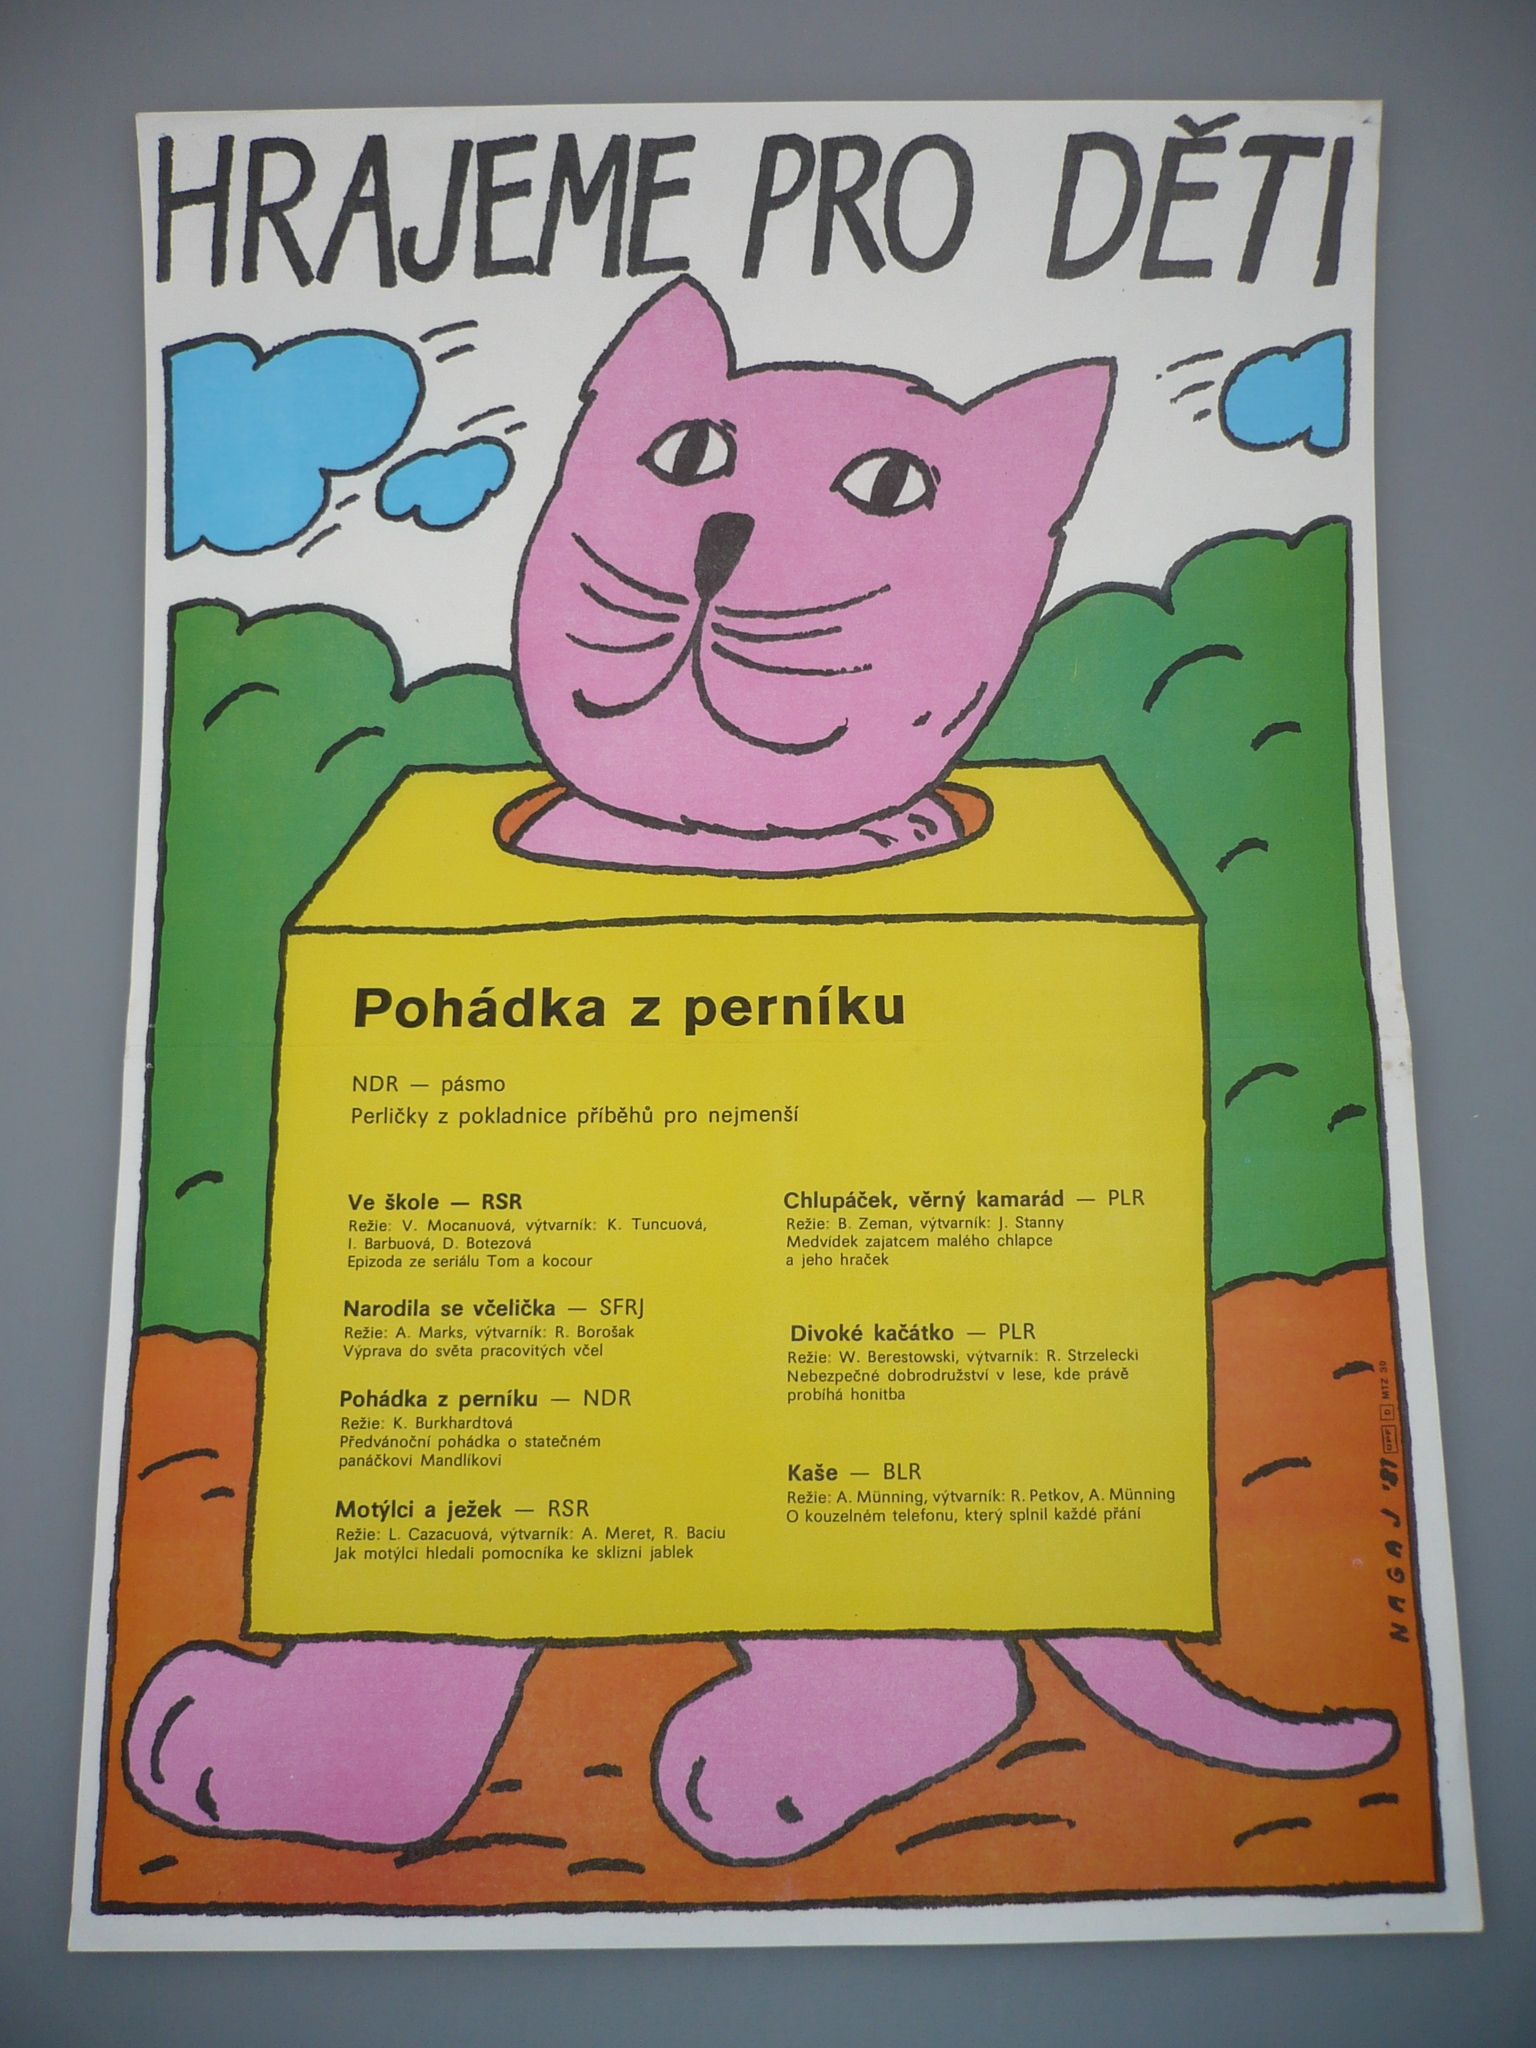 HRAJEME PRO DĚTI
Pohádka z perníku
NDR — pásmo
Perličky z pokladnice příběhů pro nejmenší
Ve škole — RSR
Režie: V. Mocanuová, výtvarník: K. Tuncuová,
I. Barbuová, D. Botezová
Epizoda ze seriálu Tom a kocour
Narodila se včelička — SFRJ
Režie: A. Marks, výtvarník: R. Borošak
Výprava do světa pracovitých včel
Pohádka z perníku — NDR
Režie: K. Burkhardtová
Předvánoční pohádka o statečném
panáčkovi Mandlíkovi
Motýlci a ježek — RSR
Režie: L. Cazacuová, výtvarník: A. Meret, R. Baciu
Jak motýlci hledali pomocníka ke sklizni jablek
Chlupáček, věrný kamarád — PLR
Režie: B. Zeman, výtvarník: J. Stanny
Medvídek zajatcem malého chlapce
a jeho hraček
Divoké kačátko — PLR
Režie: W. Berestowski, výtvarník: R. Strzelecki
Nebezpečné dobrodružství v lese, kde právě
probíhá honitba
Kaše — BLR
Režie: A. Münning, výtvarník: R. Petkov, A. Münning
O kouzelném telefonu, který splnil každé přání
NAGAJ '87 ÚPF D MTZ 30